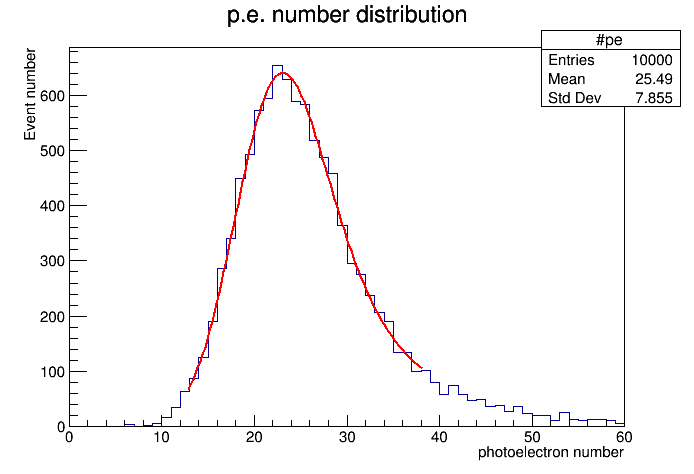 p.e. number distribution
#pe
Entries 10000
Mean 25.49
Std Dev 7.855
Event number
600
500
400
300
200
100
0
0 10 20 30 40 50 60
photoelectron number